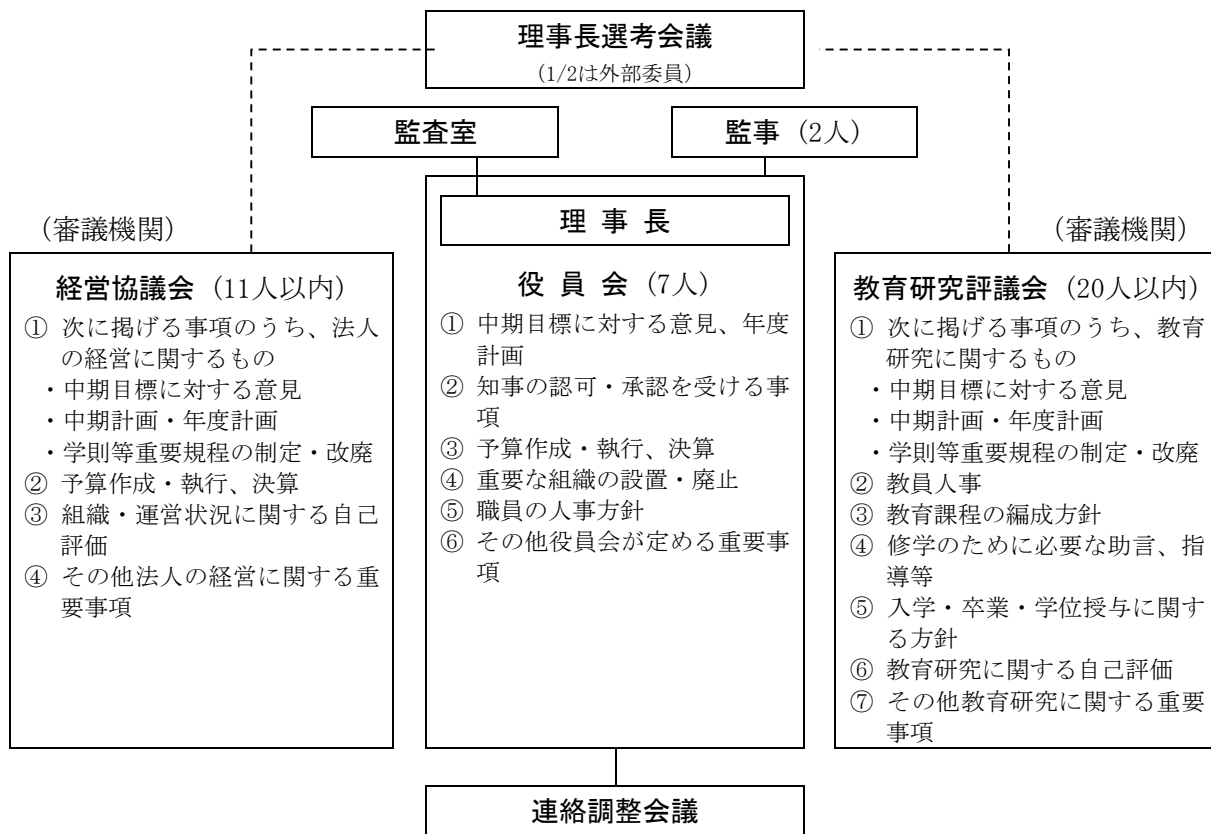 理事長選考会議
(1/2は外部委員)
監査室
監事 (2人)
(審議機関)
経営協議会 (11人以内)
① 次に掲げる事項のうち、法人
の経営に関するもの
・中期目標に対する意見
・中期計画・年度計画
・学則等重要規程の制定・改廃
② 予算作成・執行、決算
③ 組織・運営状況に関する自己
評価
④ その他法人の経営に関する重
要事項
理 事 長
役 員 会 (7人)
① 中期目標に対する意見、年度
計画
② 知事の認可・承認を受ける事
項
③ 予算作成・執行、決算
④ 重要な組織の設置・廃止
⑤ 職員の人事方針
⑥ その他役員会が定める重要事
項
(審議機関)
教育研究評議会 (20人以内)
① 次に掲げる事項のうち、教育
研究に関するもの
・中期目標に対する意見
・中期計画・年度計画
・学則等重要規程の制定・改廃
② 教員人事
③ 教育課程の編成方針
④ 修学のために必要な助言、指
導等
⑤ 入学・卒業・学位授与に関す
る方針
⑥ 教育研究に関する自己評価
⑦ その他教育研究に関する重要
事項
連絡調整会議